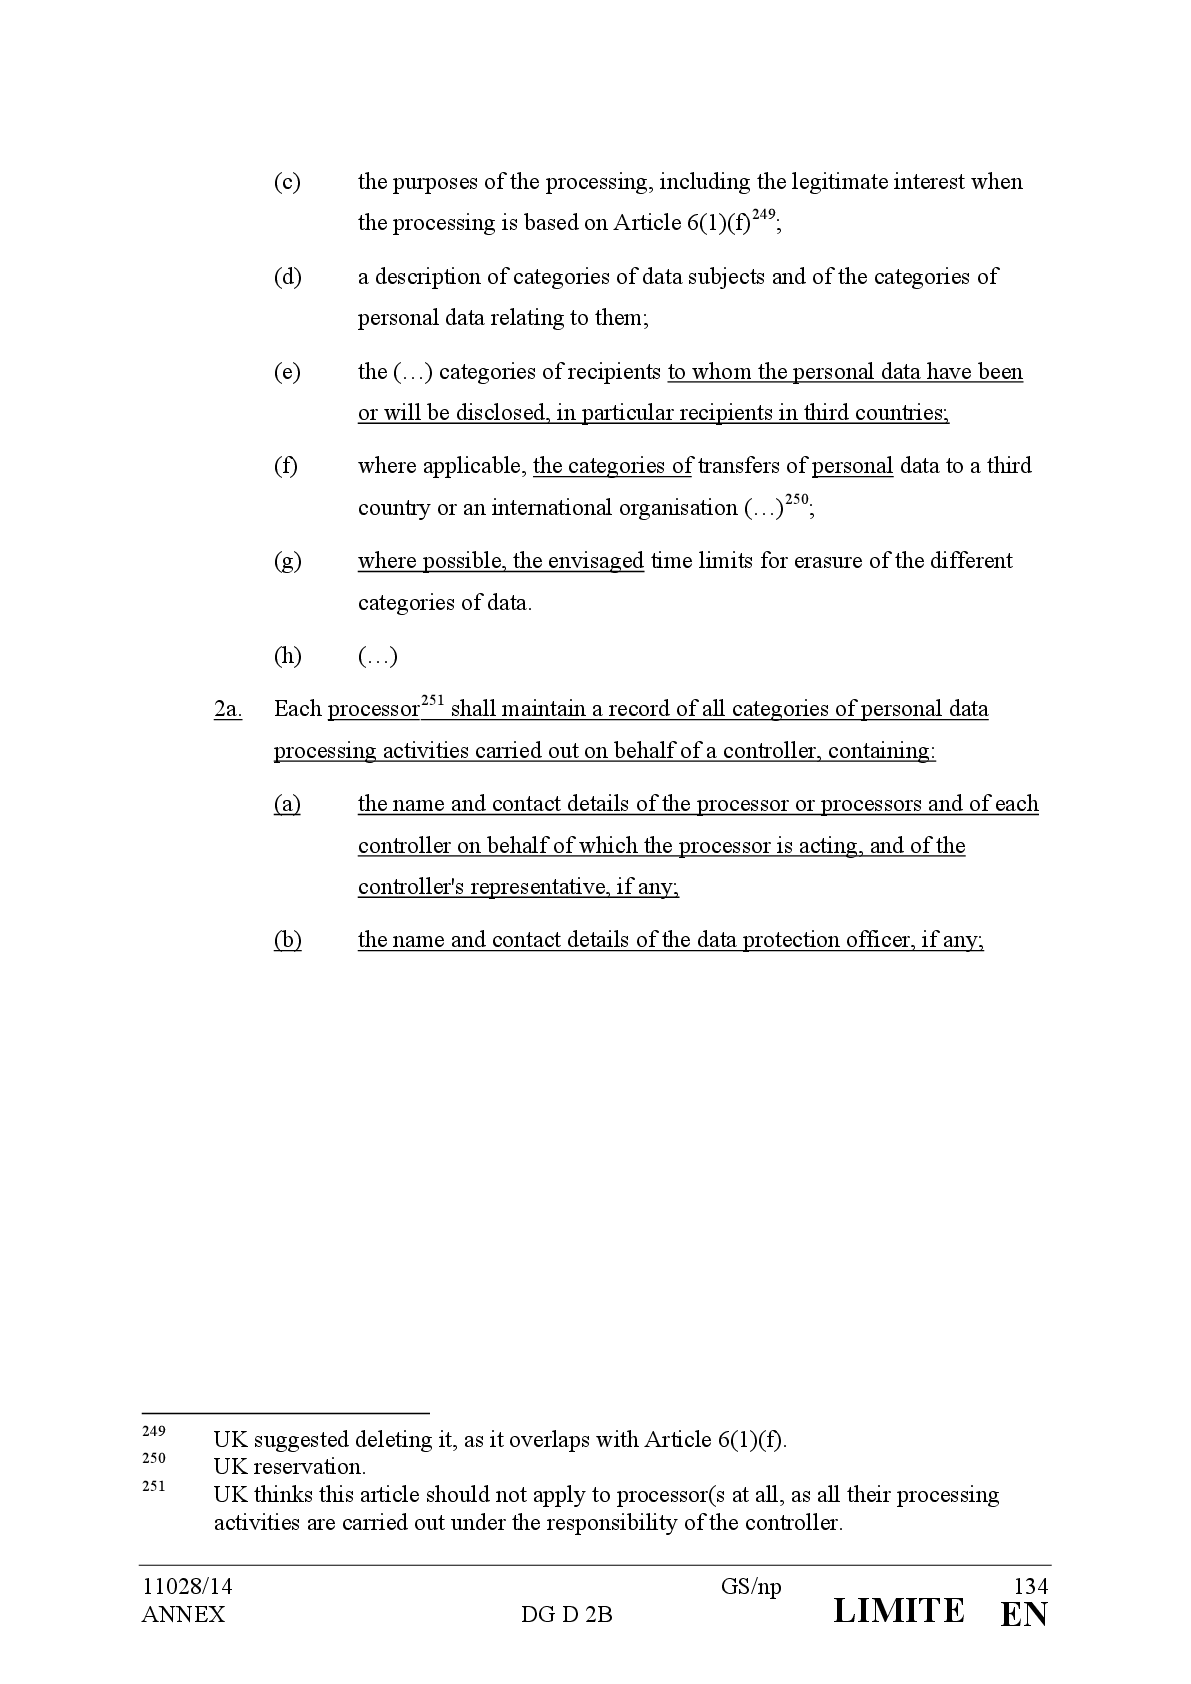 (c) the purposes of the processing, including the legitimate interest when
the processing is based on Article 6(1)(f)249;
(d) a description of categories of data subjects and of the categories of
personal data relating to them;
(e) the (…) categories of recipients to whom the personal data have been
or will be disclosed, in particular recipients in third countries;
(f) where applicable, the categories of transfers of personal data to a third
country or an international organisation (…)250;
(g) where possible, the envisaged time limits for erasure of the different
categories of data.
(h) (…)
2a. Each processor251 shall maintain a record of all categories of personal data
processing activities carried out on behalf of a controller, containing:
(a) the name and contact details of the processor or processors and of each
controller on behalf of which the processor is acting, and of the
controller's representative, if any;
(b) the name and contact details of the data protection officer, if any;
249 UK suggested deleting it, as it overlaps with Article 6(1)(f).
250 UK reservation.
251 UK thinks this article should not apply to processor(s at all, as all their processing
activities are carried out under the responsibility of the controller.
11028/14 GS/np 134
ANNEX DG D 2B LIMITE EN